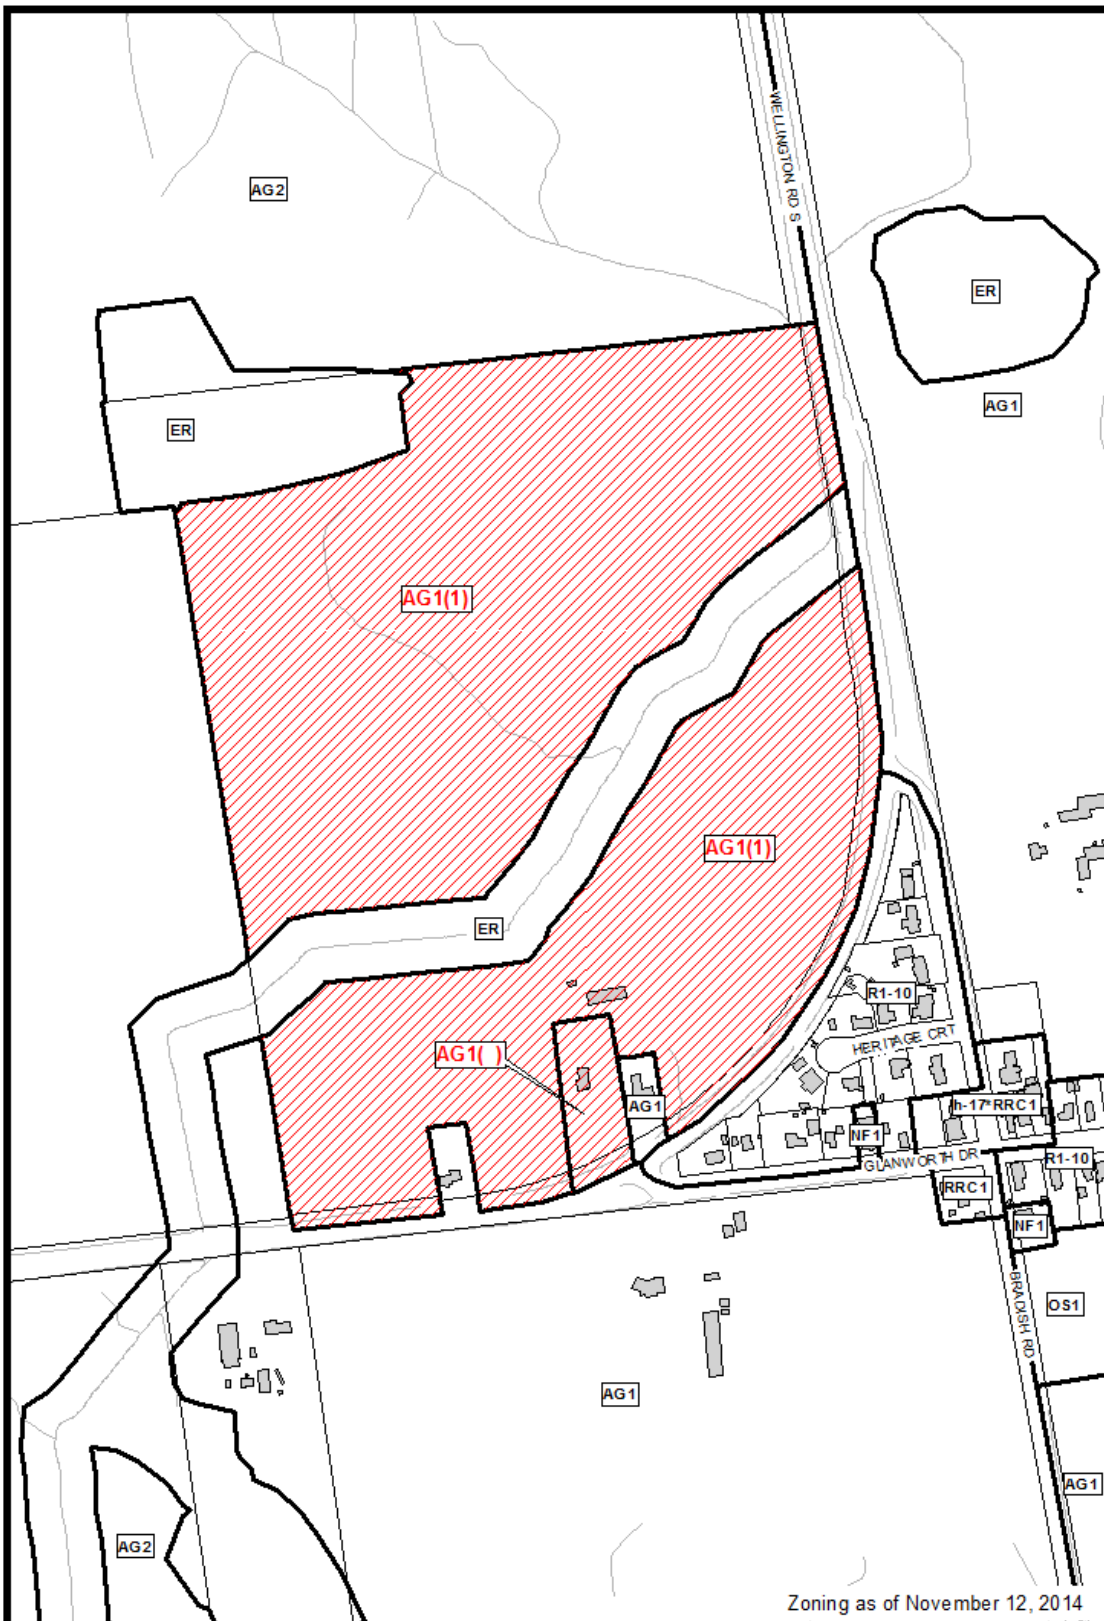 WELLINGTON RD S
AG2
ER
AG1
ER
AG1(1)
AG1(1)
ER
R1-10
HERITAGE CRT
AG1( )
AG1
h-17*RRC1
NF1
GLANWORTH DR
R1-10
RRC1
NF1
BRADISH RD
OS1
AG1
AG1
AG2
Zoning as of November 12, 2014